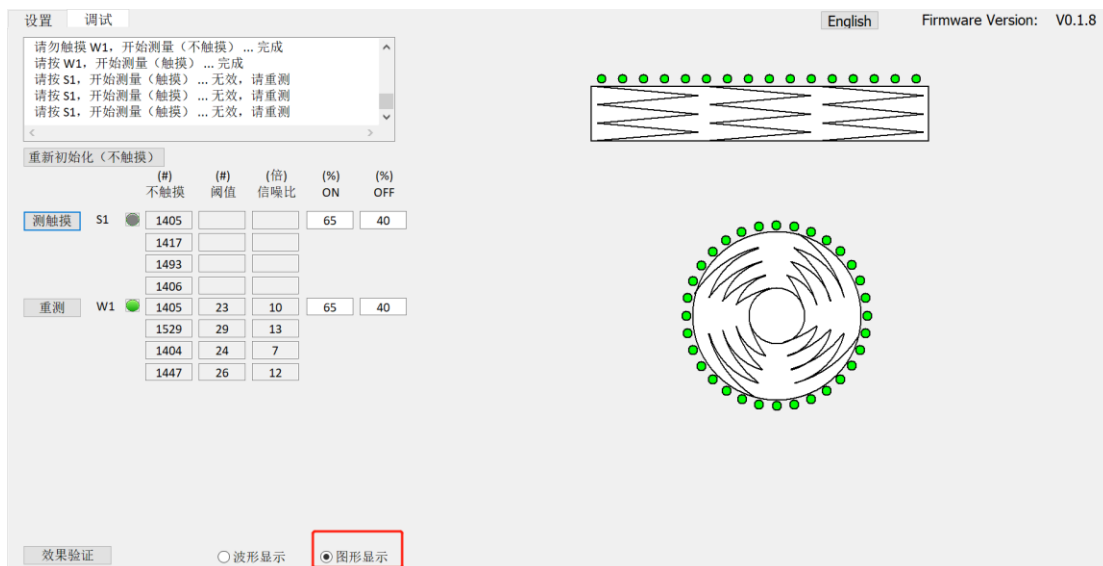 设置 调试 English Firmware Version: V0.1.8
请勿触摸 W1，开始测量（不触摸） ... 完成
请按 W1，开始测量（触摸） ... 完成
请按 S1，开始测量（触摸） ... 无效，请重测
请按 S1，开始测量（触摸） ... 无效，请重测
请按 S1，开始测量（触摸） ... 无效，请重测
重新初始化（不触摸）
(#) (#) (倍) (%) (%)
不触摸 阈值 信噪比 ON OFF
测触摸 S1 1405 65 40
1417
1493
1406
重测 W1 1405 23 10 65 40
1529 29 13
1404 24 7
1447 26 12
效果验证 波形显示 图形显示